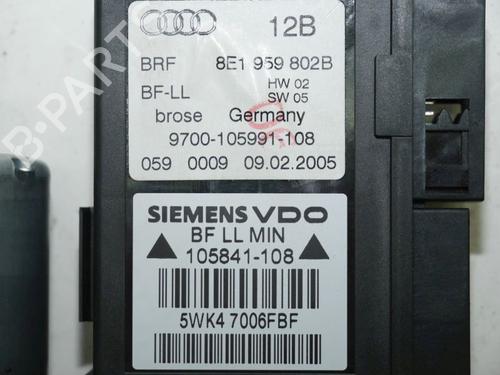 12B
BRF 8E1 959 802B
BF-LL HW 02
SW 05
brose Germany
9700-105991-108
059 0009 09.02.2005
SIEMENS VDO
BF LL MIN
105841-108
5WK4 7006FBF
B-PARTS